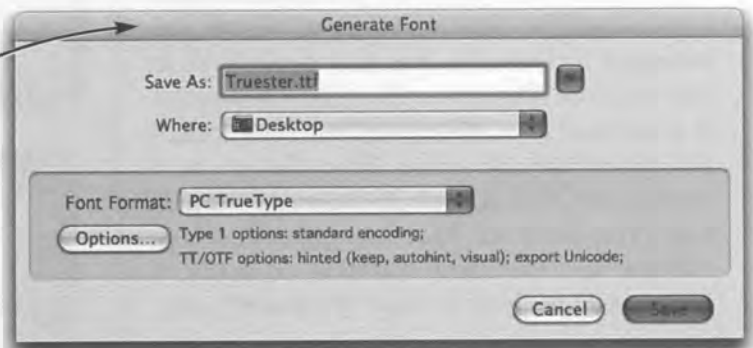 Generate Font
Save As: Truester.ttf
Where: Desktop
Font Format: PC TrueType
Options... Type 1 options: standard encoding;
TT/OTF options: hinted (keep, autohint, visual); export Unicode;
Cancel Save